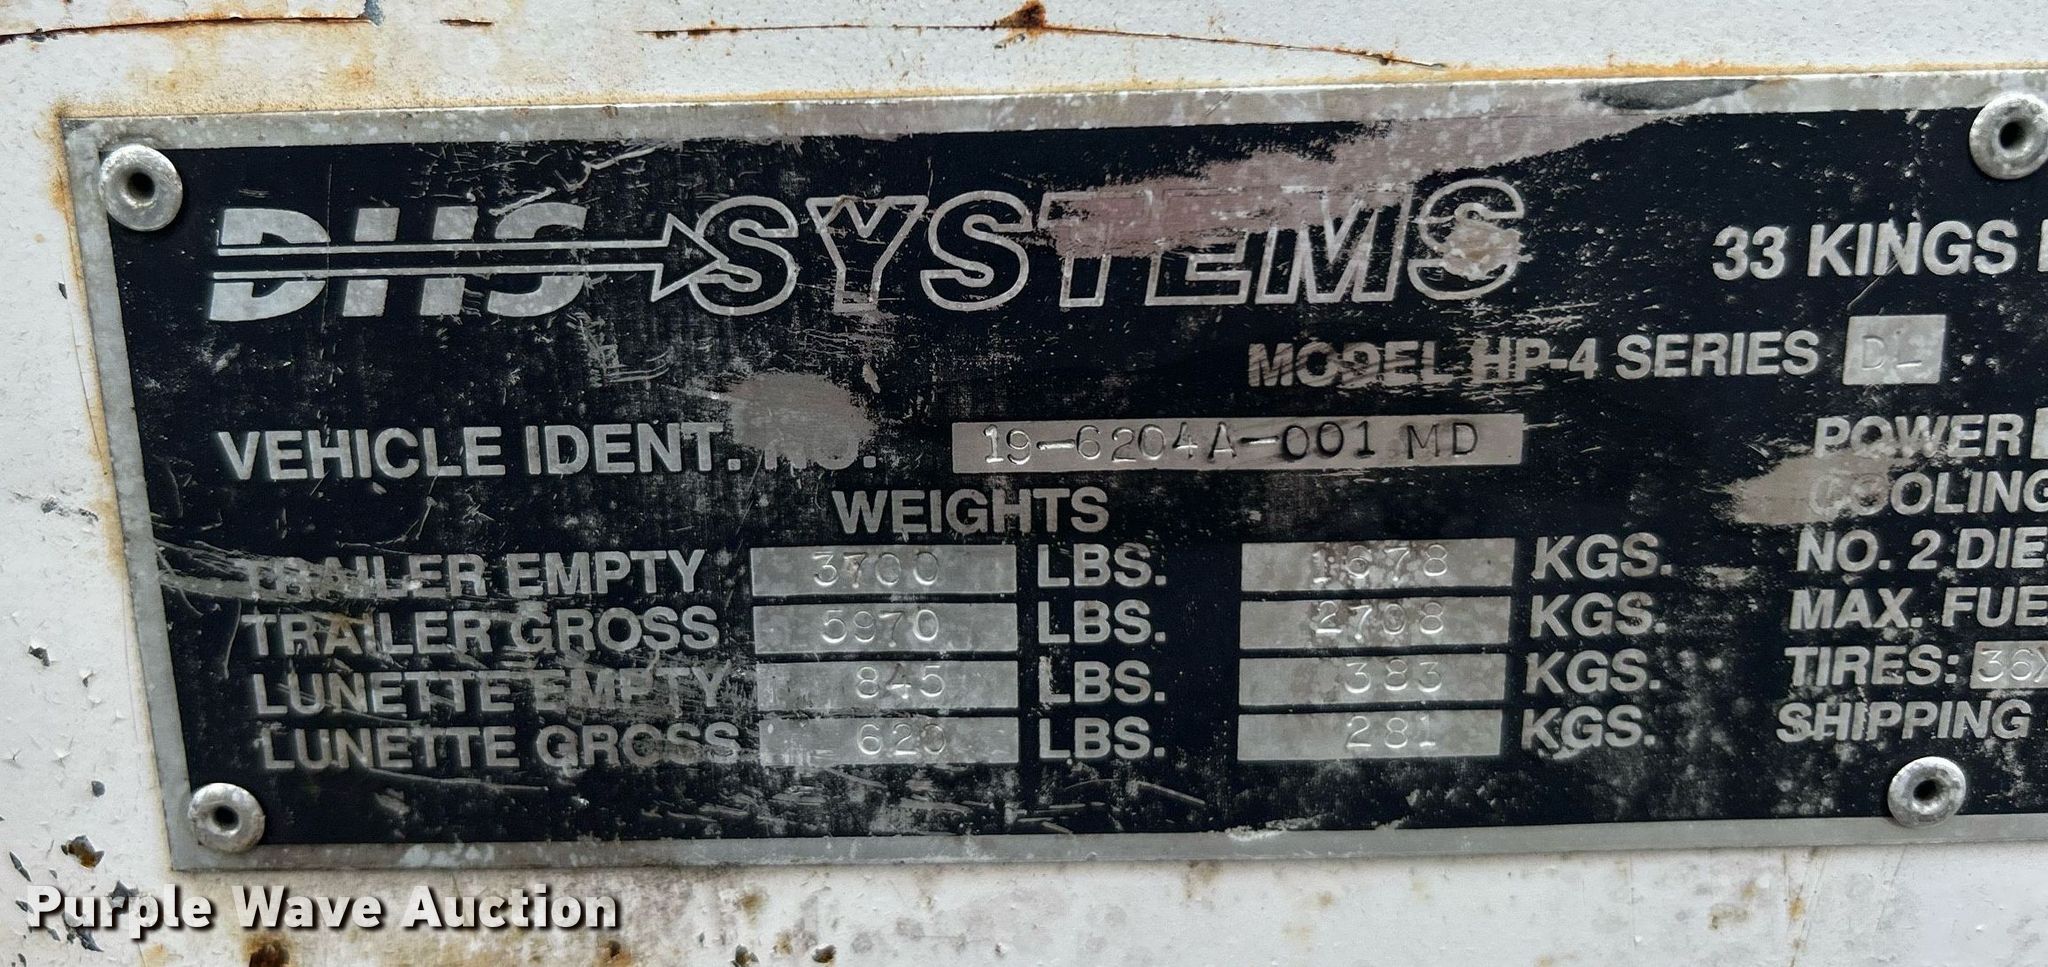 DHS SYSTEMS
33 KINGS
MODEL HP-4 SERIES DL
VEHICLE IDENT. NO. 19-6204A-001 MD
POWER
WEIGHTS
COOLING
TRAILER EMPTY 3700 LBS. 1678 KGS.
NO. 2
TRAILER GROSS 5970 LBS. 2708 KGS.
MAX.
LUNETTE EMPTY 845 LBS. 383 KGS.
TIRES: 36X
LUNETTE GROSS 620 LBS. 281 KGS.
SHIPPING
Purple Wave Auction